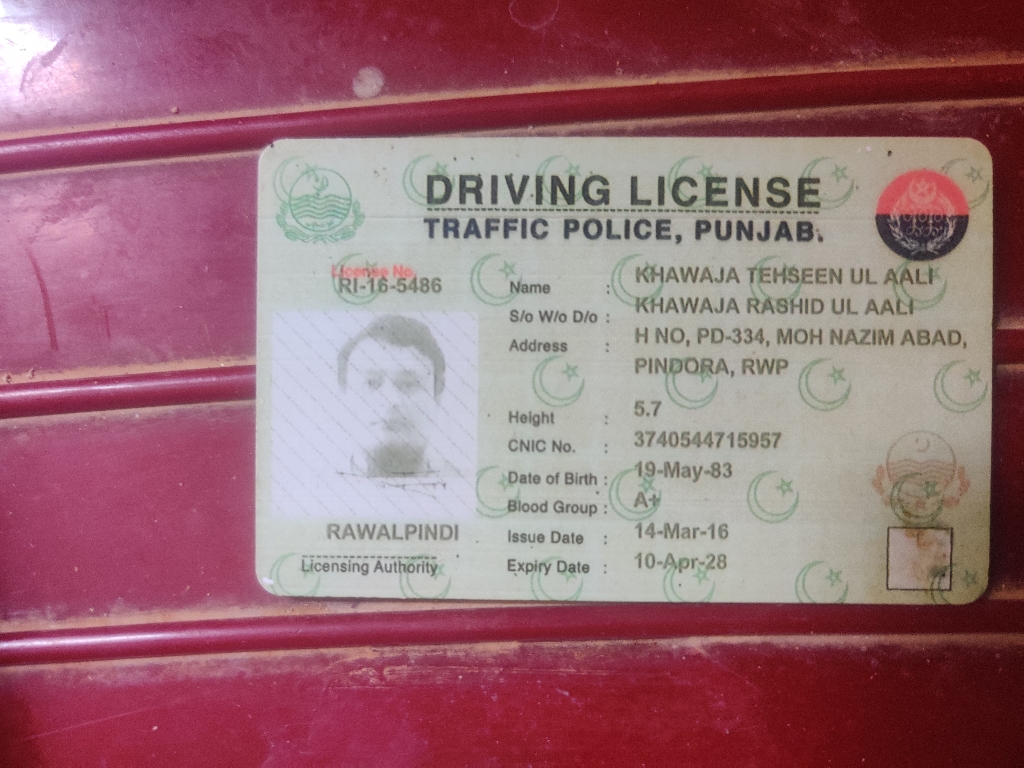 DRIVING LICENSE
TRAFFIC POLICE, PUNJAB.
License No.
RI-16-5486
Name : KHAWAJA TEHSEEN UL AALI
S/o W/o D/o : KHAWAJA RASHID UL AALI
Address : H NO, PD-334, MOH NAZIM ABAD,
PINDORA, RWP
Height : 5.7
CNIC No. : 3740544715957
Date of Birth : 19-May-83
Blood Group : A+
Issue Date : 14-Mar-16
Expiry Date : 10-Apr-28
RAWALPINDI
Licensing Authority